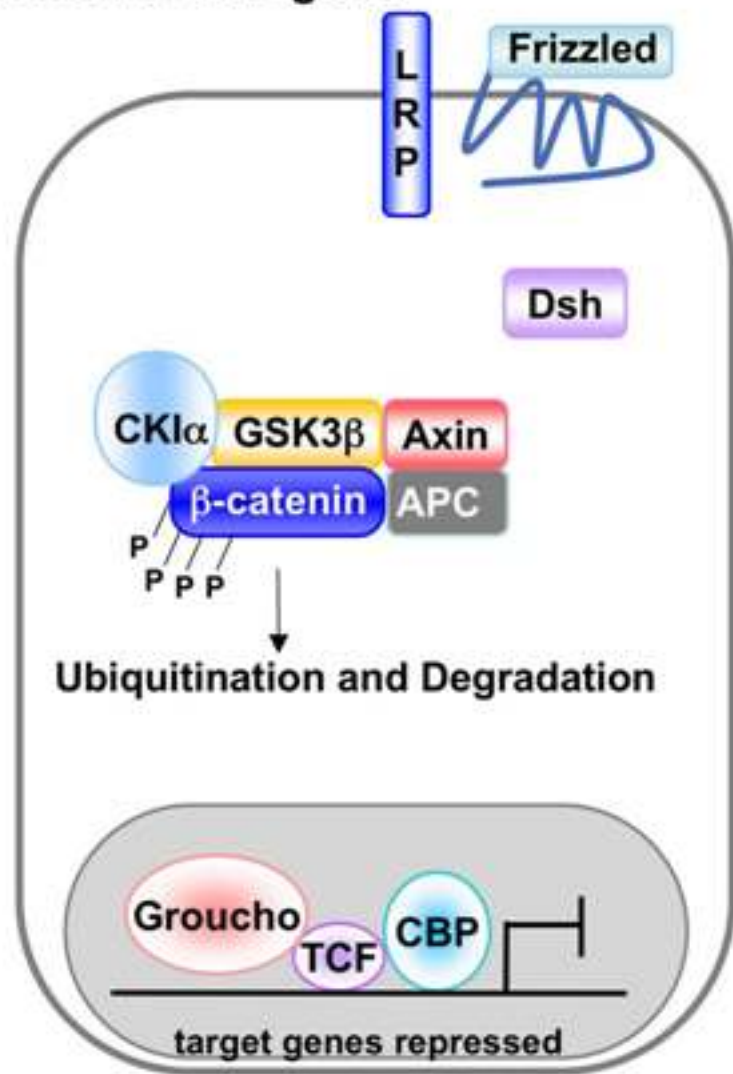 Frizzled
L
R
P
Dsh
CKIα GSK3β Axin
β-catenin APC
P
P P P
Ubiquitination and Degradation
Groucho
TCF
CBP
target genes repressed